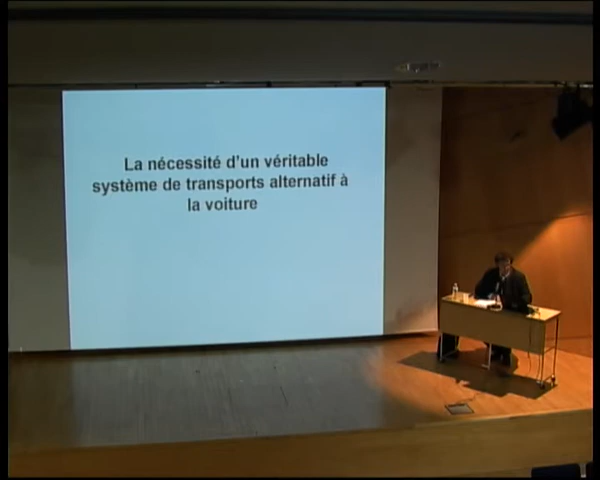 La nécessité d'un véritable
système de transports alternatif à
la voiture